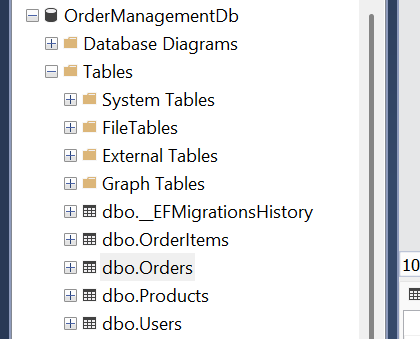 OrderManagementDb
Database Diagrams
Tables
System Tables
FileTables
External Tables
Graph Tables
dbo.__EFMigrationsHistory
dbo.OrderItems
dbo.Orders
10
dbo.Products
dbo.Users